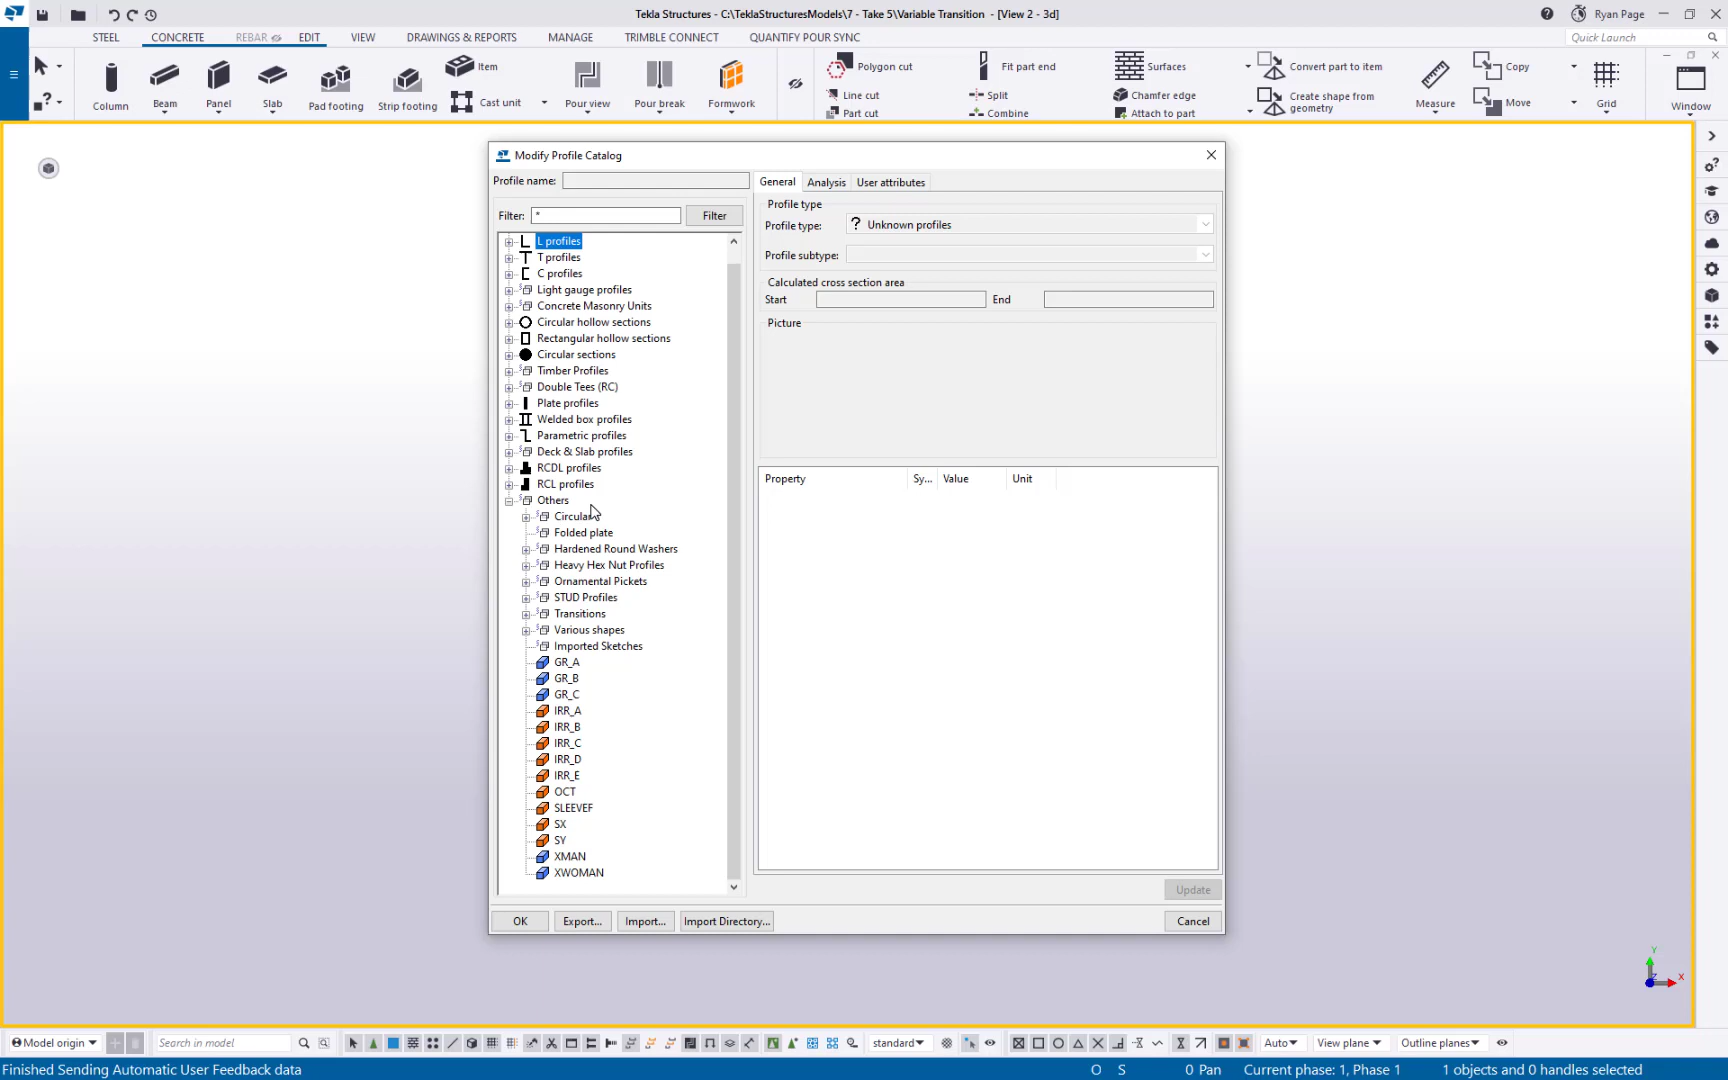 Tekla Structures - C:\TeklaStructuresModels\7 - Take 5\Variable Transition - [View 2 - 3d]
Ryan Page
STEEL CONCRETE REBAR EDIT VIEW DRAWINGS & REPORTS MANAGE TRIMBLE CONNECT QUANTIFY POUR SYNC
Quick Launch
Column Beam Panel Slab Pad footing Strip footing
Item
Cast unit
Pour view Pour break Formwork
Polygon cut
Line cut
Part cut
Fit part end
Split
Combine
Surfaces
Chamfer edge
Attach to part
Convert part to item
Create shape from
geometry
Measure
Copy
Move
Grid
Window
Modify Profile Catalog
Profile name:
Filter: *
Filter
L profiles
T profiles
C profiles
Light gauge profiles
Concrete Masonry Units
Circular hollow sections
Rectangular hollow sections
Circular sections
Timber Profiles
Double Tees (RC)
Plate profiles
Welded box profiles
Parametric profiles
Deck & Slab profiles
RCDL profiles
RCL profiles
Others
Circular
Folded plate
Hardened Round Washers
Heavy Hex Nut Profiles
Ornamental Pickets
STUD Profiles
Transitions
Various shapes
Imported Sketches
GR_A
GR_B
GR_C
IRR_A
IRR_B
IRR_C
IRR_D
IRR_E
OCT
SLEEVEF
SX
SY
XMAN
XWOMAN
General Analysis User attributes
Profile type
Profile type: ? Unknown profiles
Profile subtype:
Calculated cross section area
Start End
Picture
Property Sy... Value Unit
Update
OK Export... Import... Import Directory... Cancel
Y
Z
X
Model origin
Search in model
standard
Auto
View plane
Outline planes
Finished Sending Automatic User Feedback data
O S 0 Pan Current phase: 1, Phase 1 1 objects and 0 handles selected